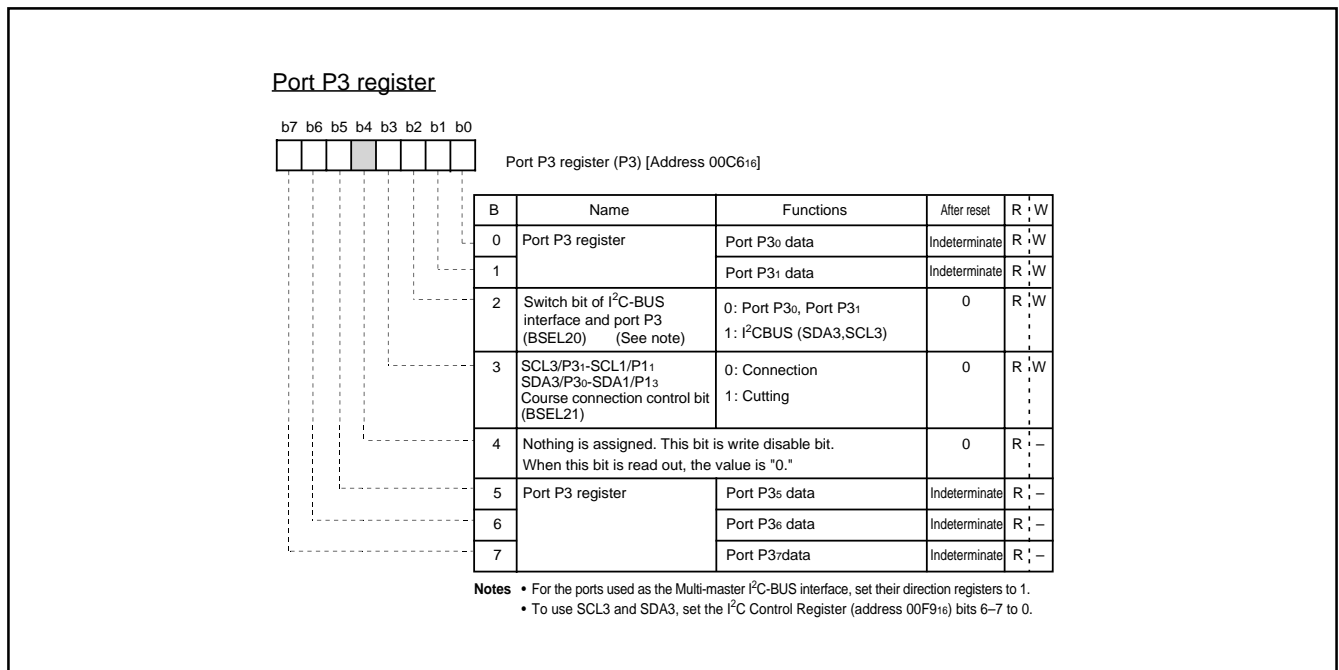 Port P3 register
b7 b6 b5 b4 b3 b2 b1 b0
Port P3 register (P3) [Address 00C6₁₆]
B Name Functions After reset R W
0 Port P3 register Port P3₀ data Indeterminate R W
1 Port P3₁ data Indeterminate R W
2 Switch bit of I²C-BUS interface and port P3 (BSEL20) (See note) 0: Port P3₀, Port P3₁ 1: I²CBUS (SDA3,SCL3) 0 R W
3 SCL3/P3₁-SCL1/P1₁ SDA3/P3₀-SDA1/P1₃ Course connection control bit (BSEL21) 0: Connection 1: Cutting 0 R W
4 Nothing is assigned. This bit is write disable bit. When this bit is read out, the value is "0." 0 R –
5 Port P3 register Port P3₅ data Indeterminate R –
6 Port P3₆ data Indeterminate R –
7 Port P3₇data Indeterminate R –
Notes • For the ports used as the Multi-master I²C-BUS interface, set their direction registers to 1.
• To use SCL3 and SDA3, set the I²C Control Register (address 00F9₁₆) bits 6–7 to 0.